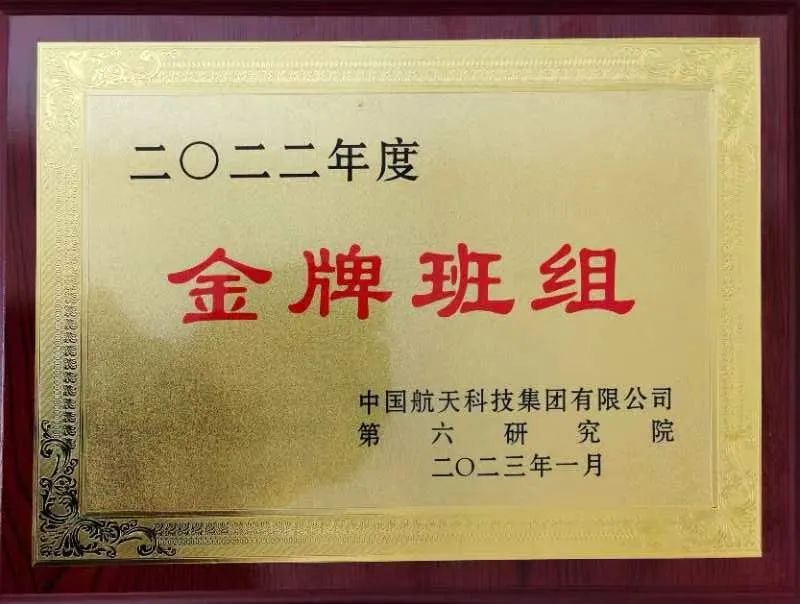 二〇二二年度
金牌班组
中国航天科技集团有限公司
第六研究院
二〇二三年一月